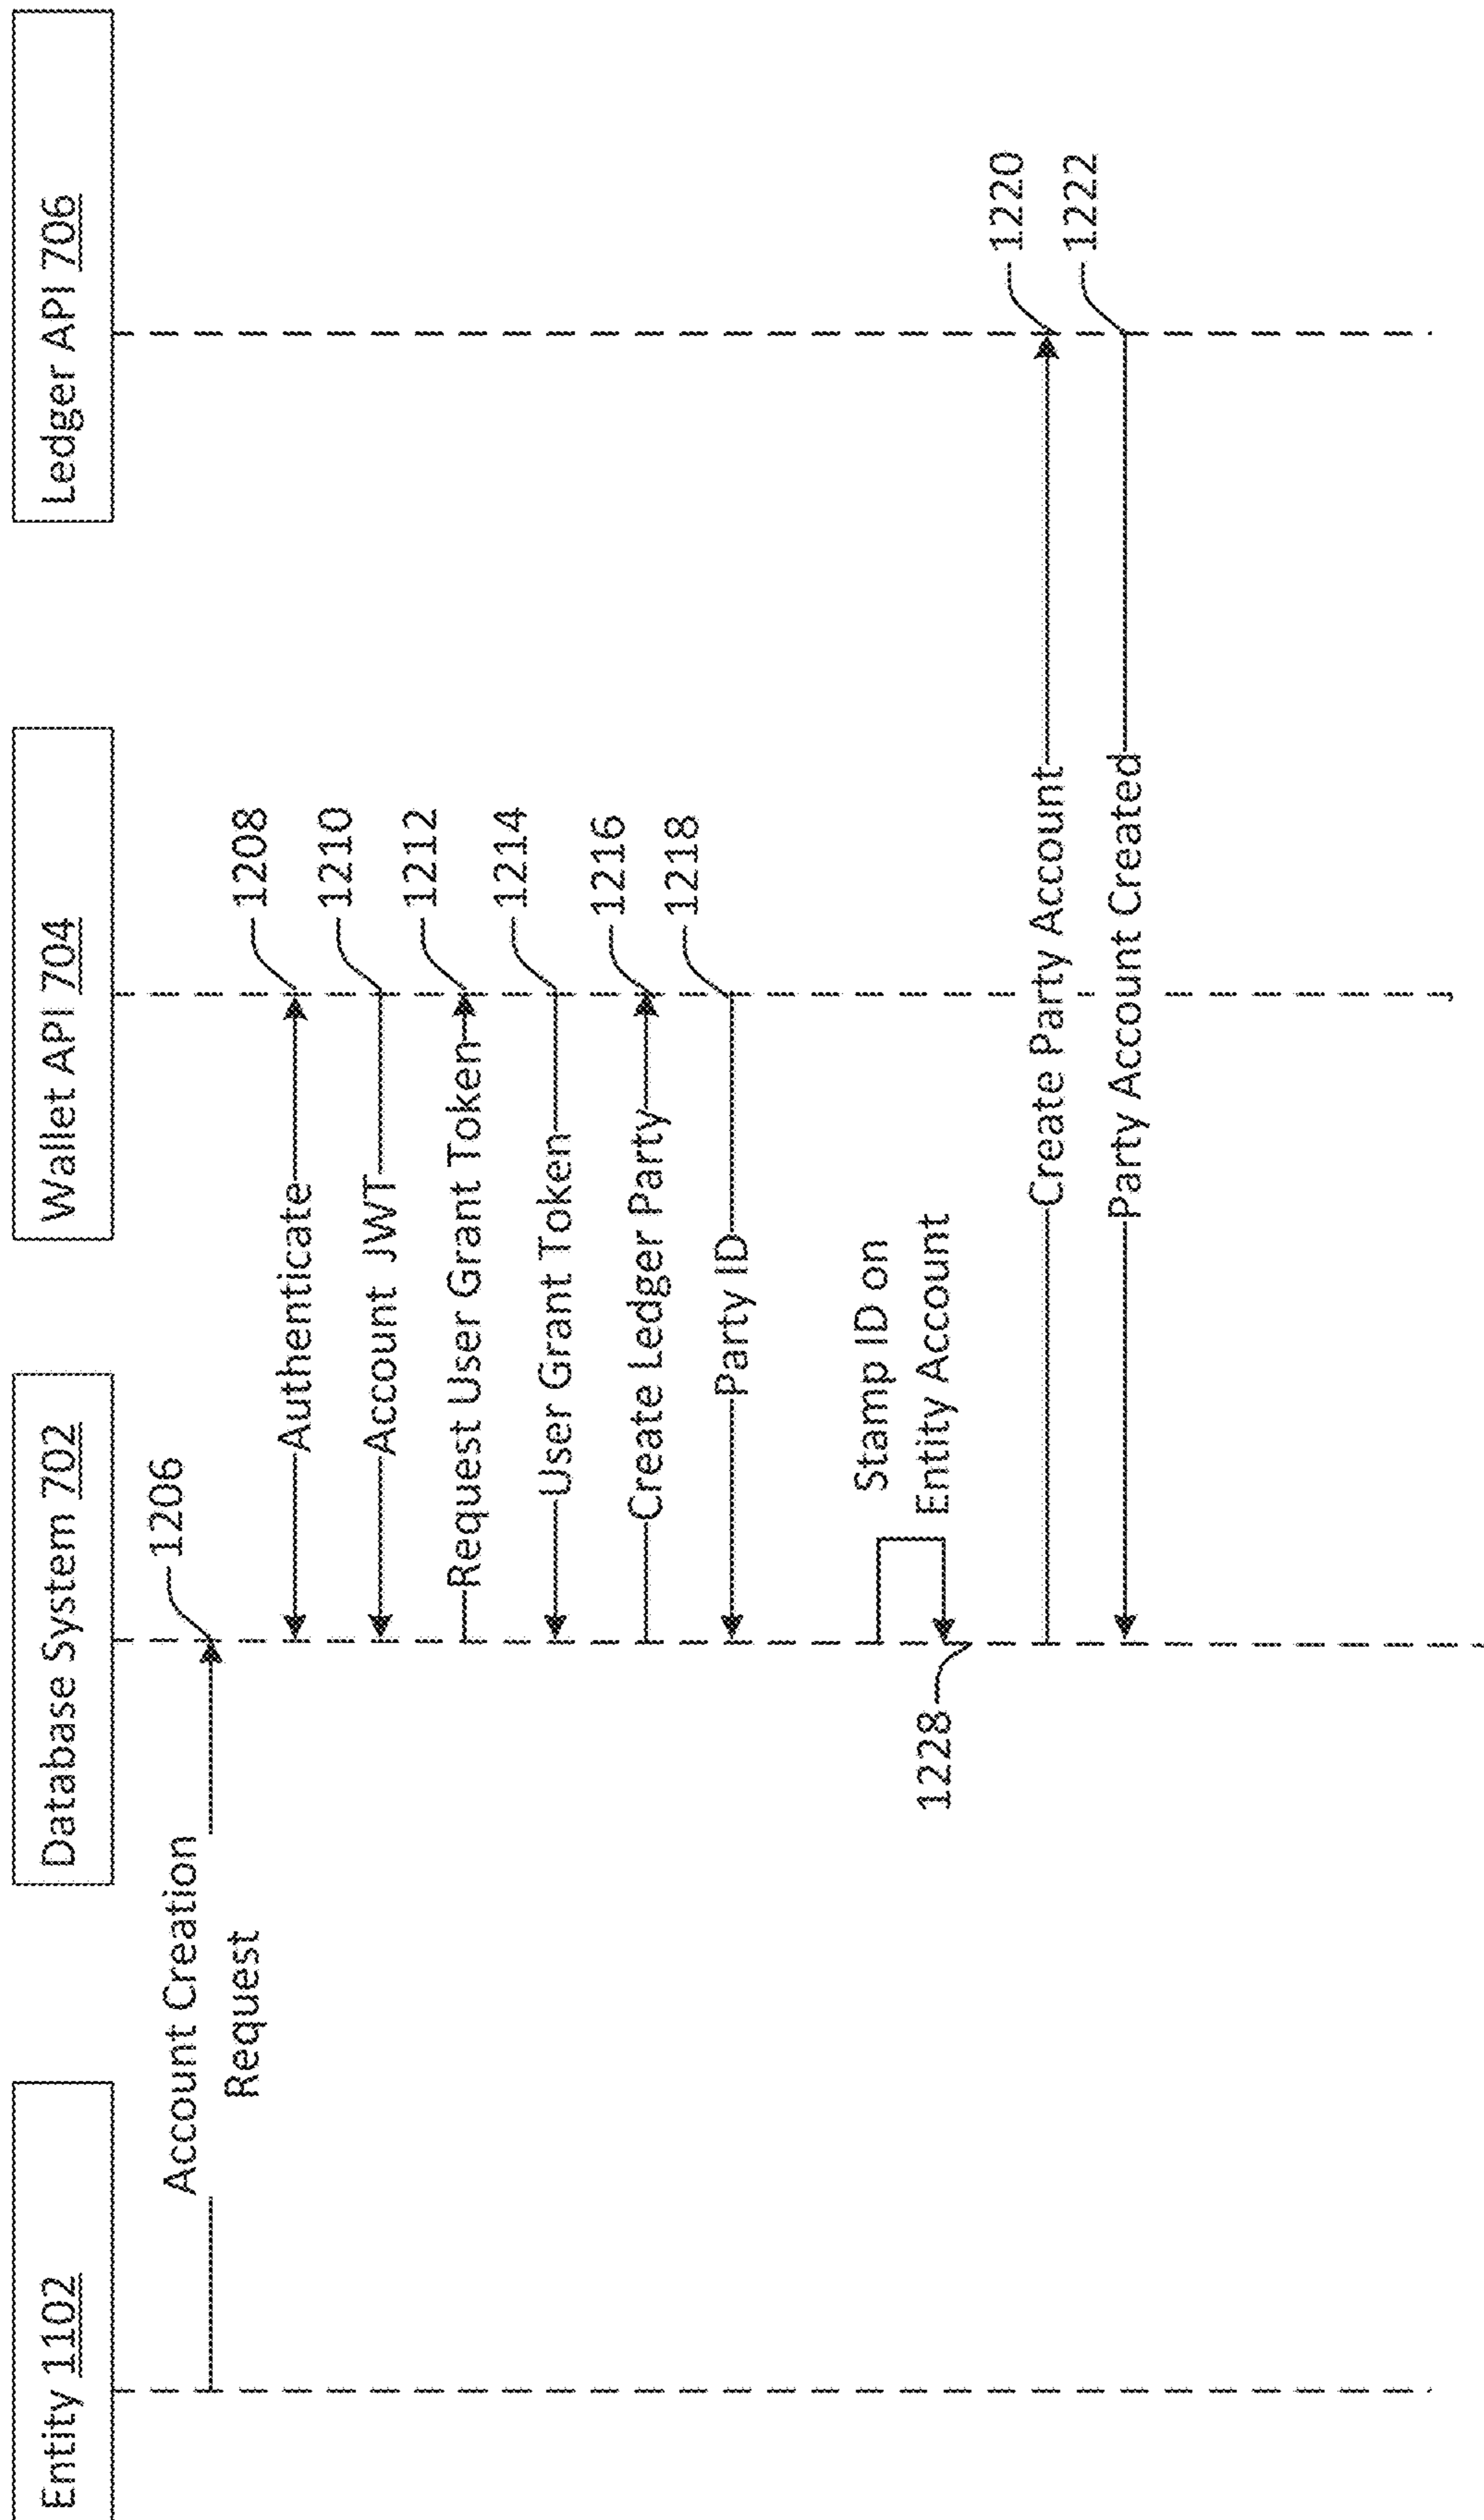 Entity 1102
Database System 702
Wallet API 704
Ledger API 706
Account Creation
Request
1206
Authenticate
1208
Account JWT
1210
Request User Grant Token
1212
User Grant Token
1214
Create Ledger Party
1216
Party ID
1218
Stamp ID on
Entity Account
1228
Create Party Account
1220
Party Account Created
1222